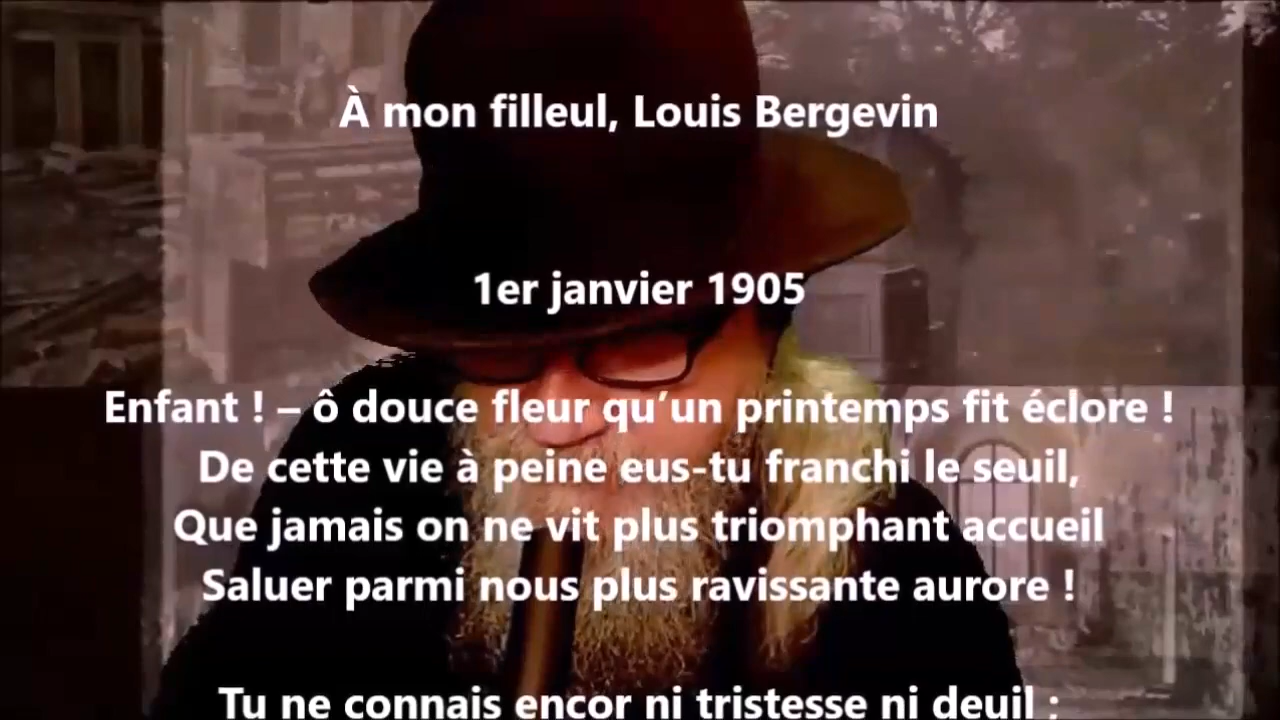 À mon filleul, Louis Bergevin
1er janvier 1905
Enfant ! – ô douce fleur qu’un printemps fit éclore !
De cette vie à peine eus-tu franchi le seuil,
Que jamais on ne vit plus triomphant accueil
Saluer parmi nous plus ravissante aurore !
Tu ne connais encor ni tristesse ni deuil ;